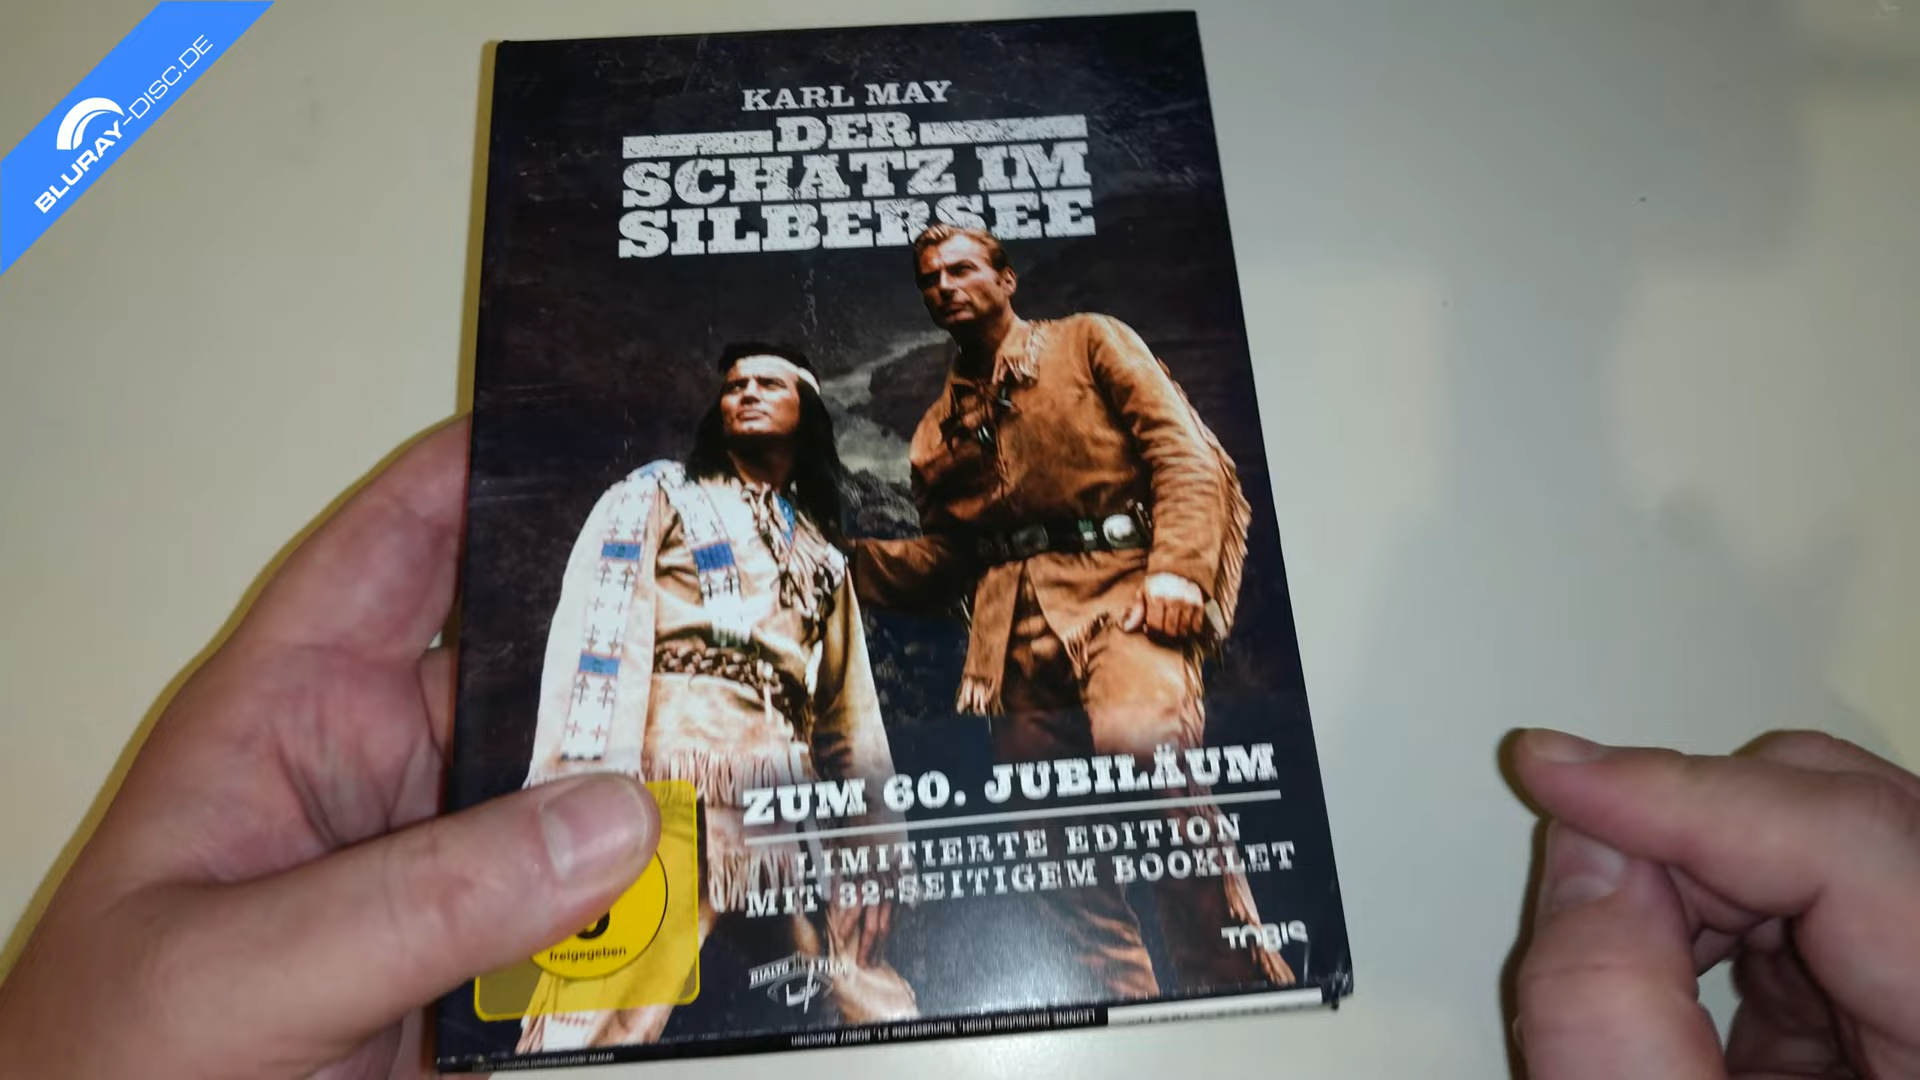 BLURAY-DISC.DE
KARL MAY
DER
SCHATZ IM
SILBERSEE
ZUM 60. JUBILÄUM
LIMITIERTE EDITION
MIT 32-SEITIGEM BOOKLET
TOBIS
RIALTO FILM
freigegeben